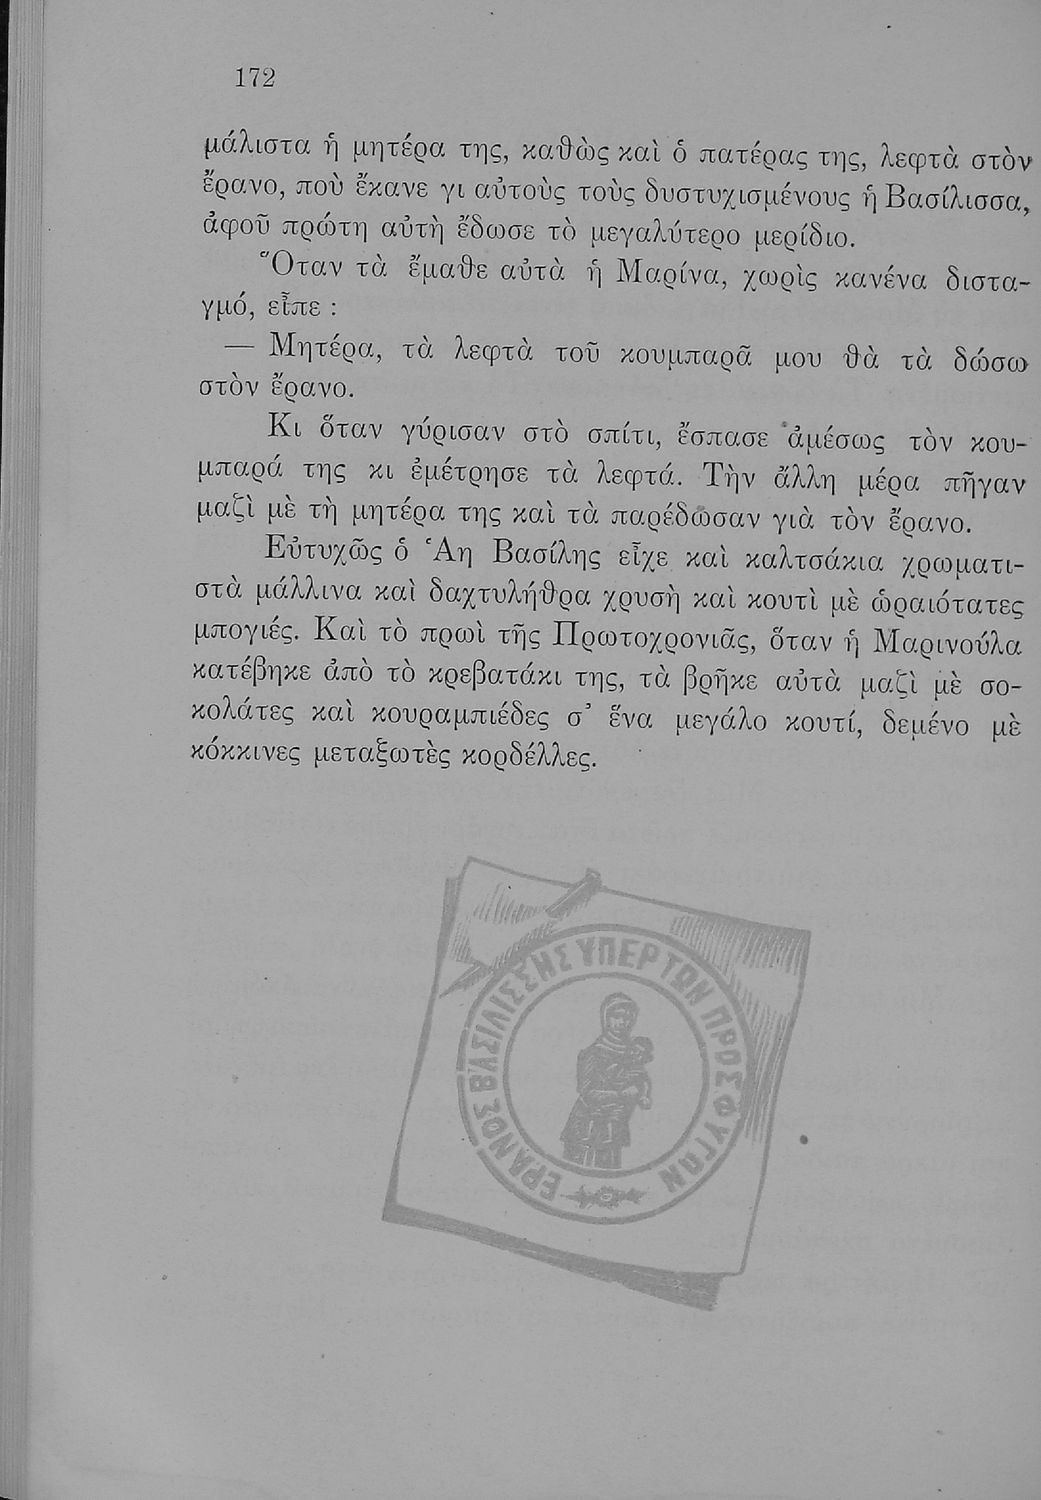 172
μάλιστα ἡ μητέρα της, καθὼς καὶ ὁ πατέρας της, λεφτὰ στὸν
ἔρανο, ποὺ ἔκανε γι αὐτοὺς τοὺς δυστυχισμένους ἡ Βασίλισσα,
ἀφοῦ πρώτη αὐτὴ ἔδωσε τὸ μεγαλύτερο μερίδιο.
Ὅταν τὰ ἔμαθε αὐτὰ ἡ Μαρίνα, χωρὶς κανένα διστα-
γμό, εἶπε :
— Μητέρα, τὰ λεφτὰ τοῦ κουμπαρᾶ μου θὰ τὰ δώσω
στὸν ἔρανο.
Κι ὅταν γύρισαν στὸ σπίτι, ἔσπασε ἀμέσως τὸν κου-
μπαρά της κι ἐμέτρησε τὰ λεφτά. Τὴν ἄλλη μέρα πῆγαν
μαζὶ μὲ τὴ μητέρα της καὶ τὰ παρέδωσαν γιὰ τὸν ἔρανο.
Εὐτυχῶς ὁ Ἁη Βασίλης εἶχε καὶ καλτσάκια χρωματι-
στὰ μάλλινα καὶ δαχτυλήθρα χρυσὴ καὶ κουτὶ μὲ ὡραιότατες
μπογιές. Καὶ τὸ πρωὶ τῆς Πρωτοχρονιᾶς, ὅταν ἡ Μαρινούλα
κατέβηκε ἀπὸ τὸ κρεβατάκι της, τὰ βρῆκε αὐτὰ μαζὶ μὲ σο-
κολάτες καὶ κουραμπιέδες σ᾽ ἕνα μεγάλο κουτί, δεμένο μὲ
κόκκινες μεταξωτὲς κορδέλλες.
ΕΡΑΝΟΣ ΒΑΣΙΛΙΣΣΗΣ ΥΠΕΡ ΤΩΝ ΠΡΟΣΦΥΓΩΝ